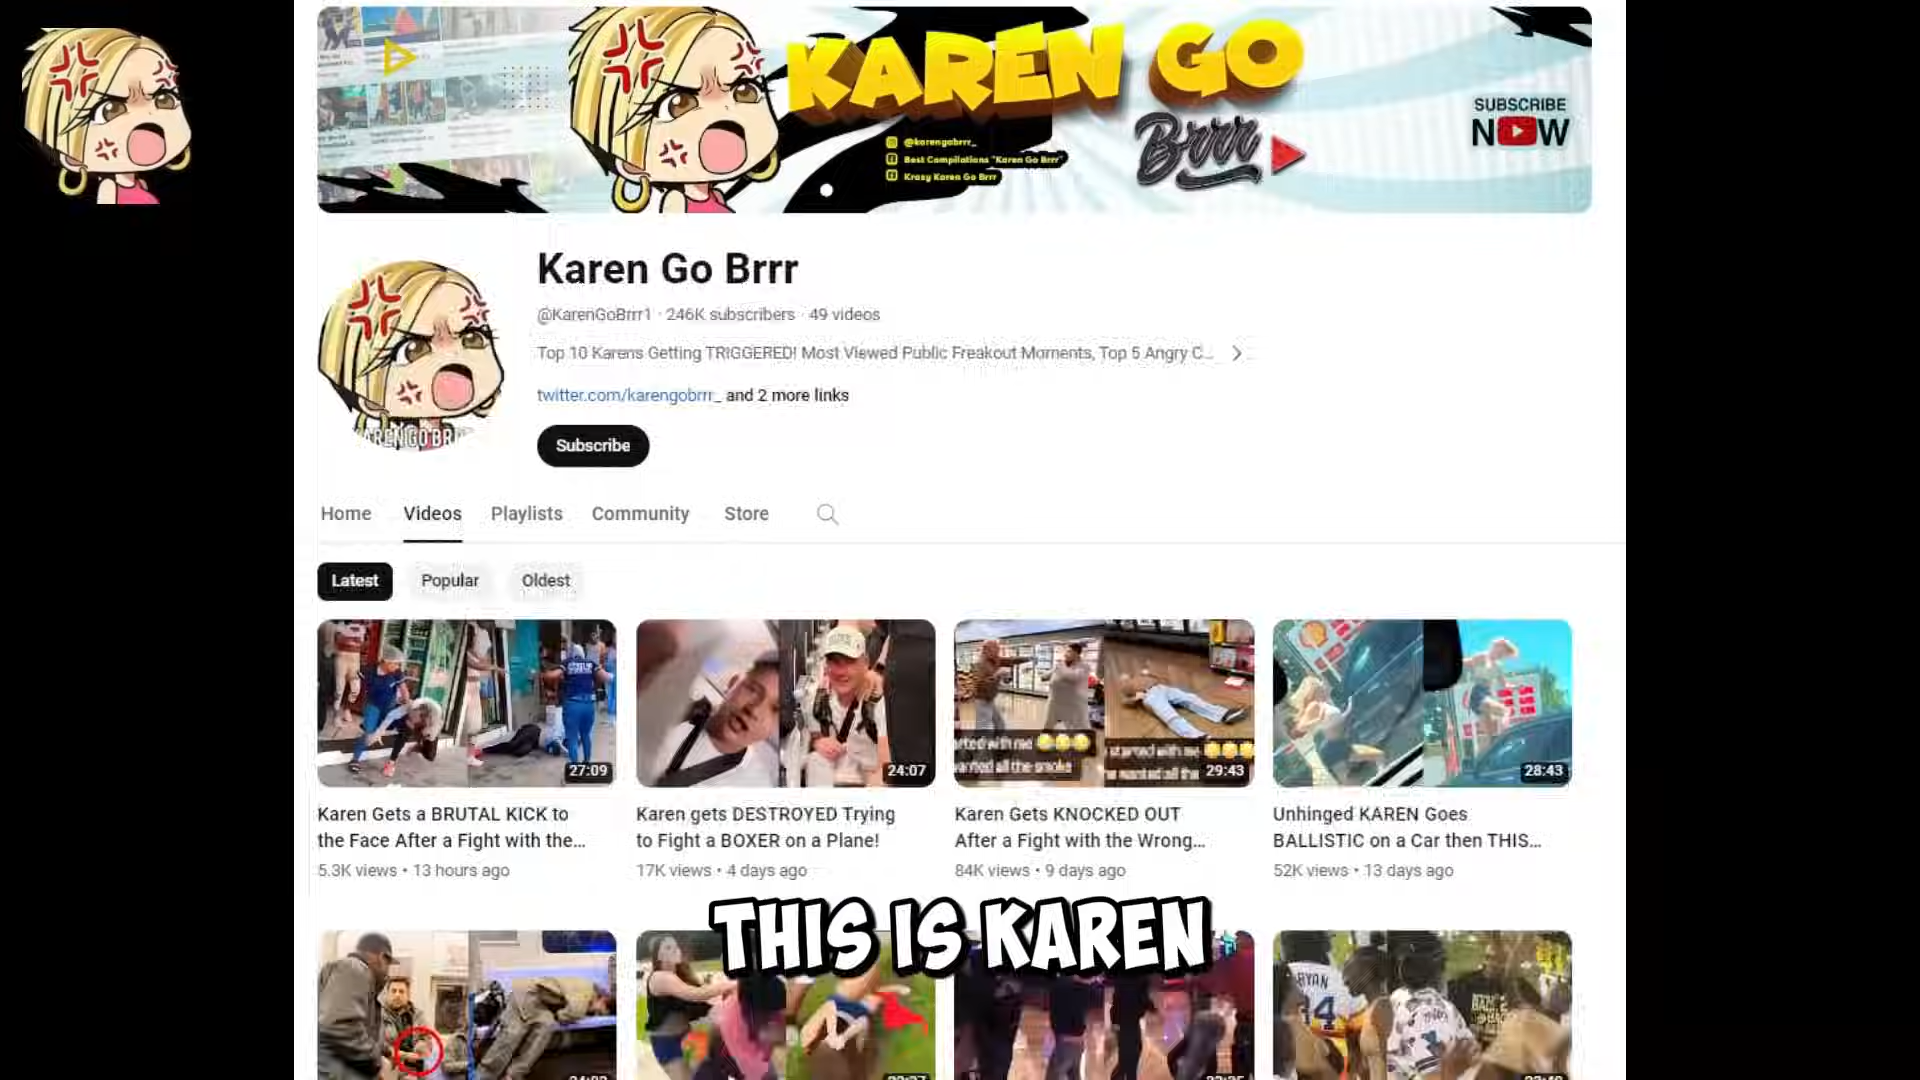 KAREN GO
Brrr
SUBSCRIBE
NOW
@karengobrrr_
Best Compilations "Karen Go Brrr"
Krazy Karen Go Brrr
Karen Go Brrr
@KarenGoBrrr1 · 246K subscribers · 49 videos
Top 10 Karens Getting TRIGGERED! Most Viewed Public Freakout Moments, Top 5 Angry C...
twitter.com/karengobrrr_ and 2 more links
Subscribe
Home Videos Playlists Community Store
Latest Popular Oldest
27:09
24:07
29:43
28:43
Karen Gets a BRUTAL KICK to
the Face After a Fight with the...
5.3K views • 13 hours ago
Karen gets DESTROYED Trying
to Fight a BOXER on a Plane!
17K views • 4 days ago
Karen Gets KNOCKED OUT
After a Fight with the Wrong...
84K views • 9 days ago
Unhinged KAREN Goes
BALLISTIC on a Car then THIS...
52K views • 13 days ago
THIS IS KAREN